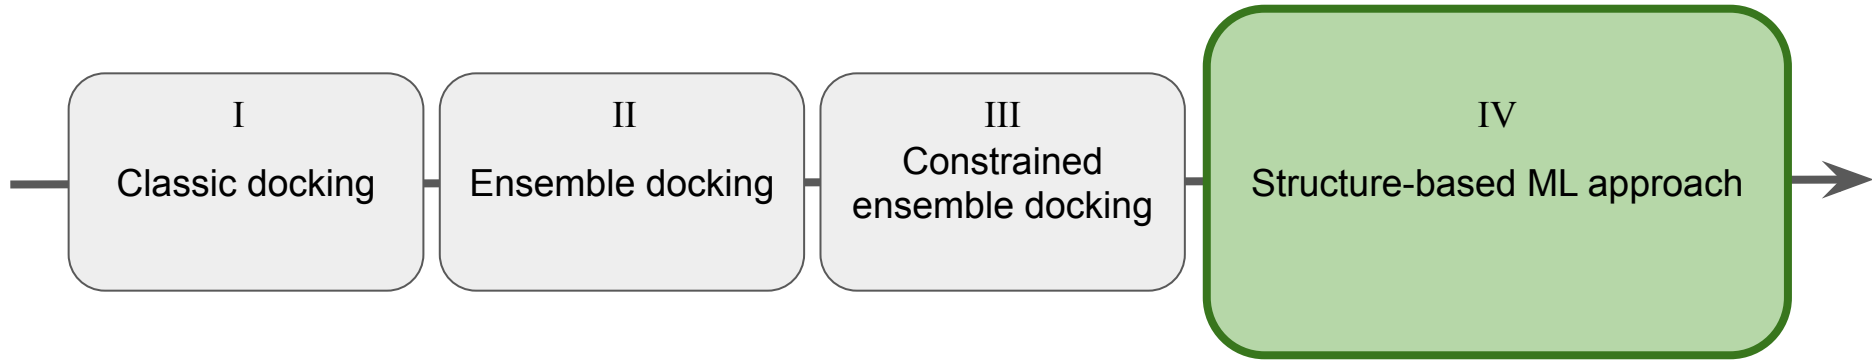 I
Classic docking
II
Ensemble docking
III
Constrained
ensemble docking
IV
Structure-based ML approach